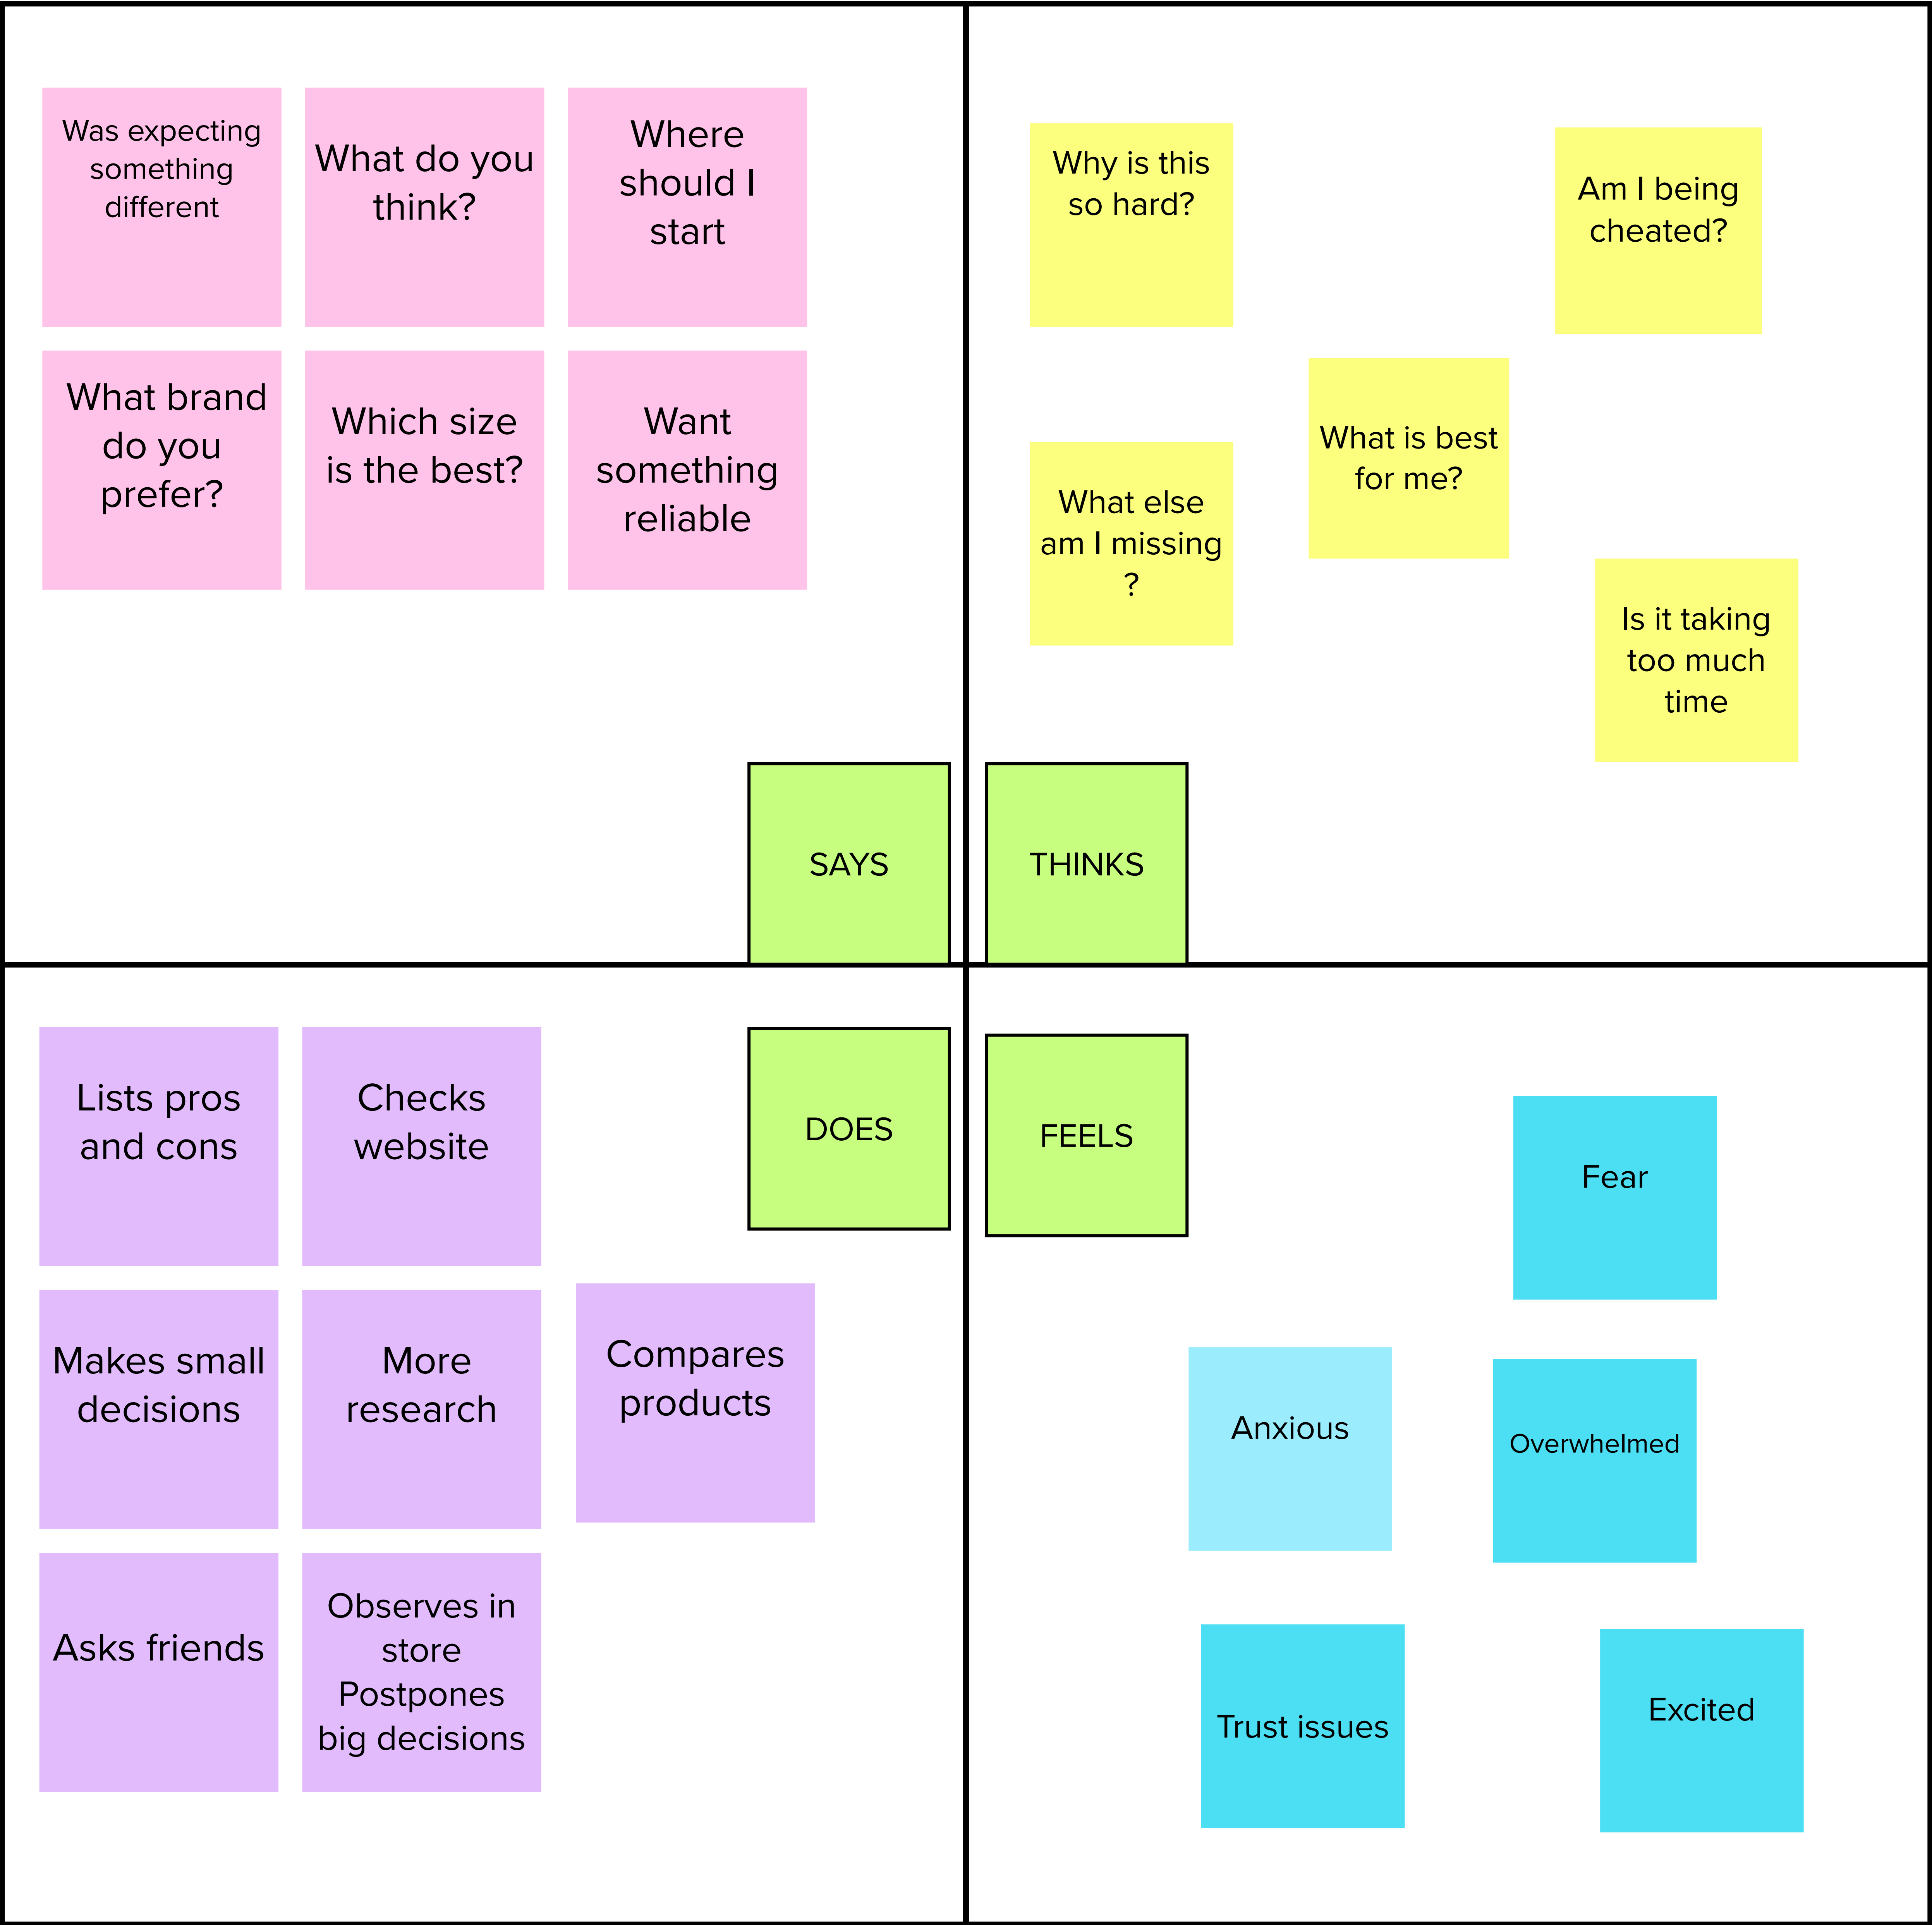 Was expecting
something
different
What do you
think?
Where
should I
start
What brand
do you
prefer?
Which size
is the best?
Want
something
reliable
SAYS
Why is this
so hard?
Am I being
cheated?
What is best
for me?
What else
am I missing
?
Is it taking
too much
time
THINKS
Lists pros
and cons
Checks
website
DOES
Makes small
decisions
More
research
Compares
products
Asks friends
Observes in
store
Postpones
big decisions
FEELS
Fear
Anxious
Overwhelmed
Trust issues
Excited